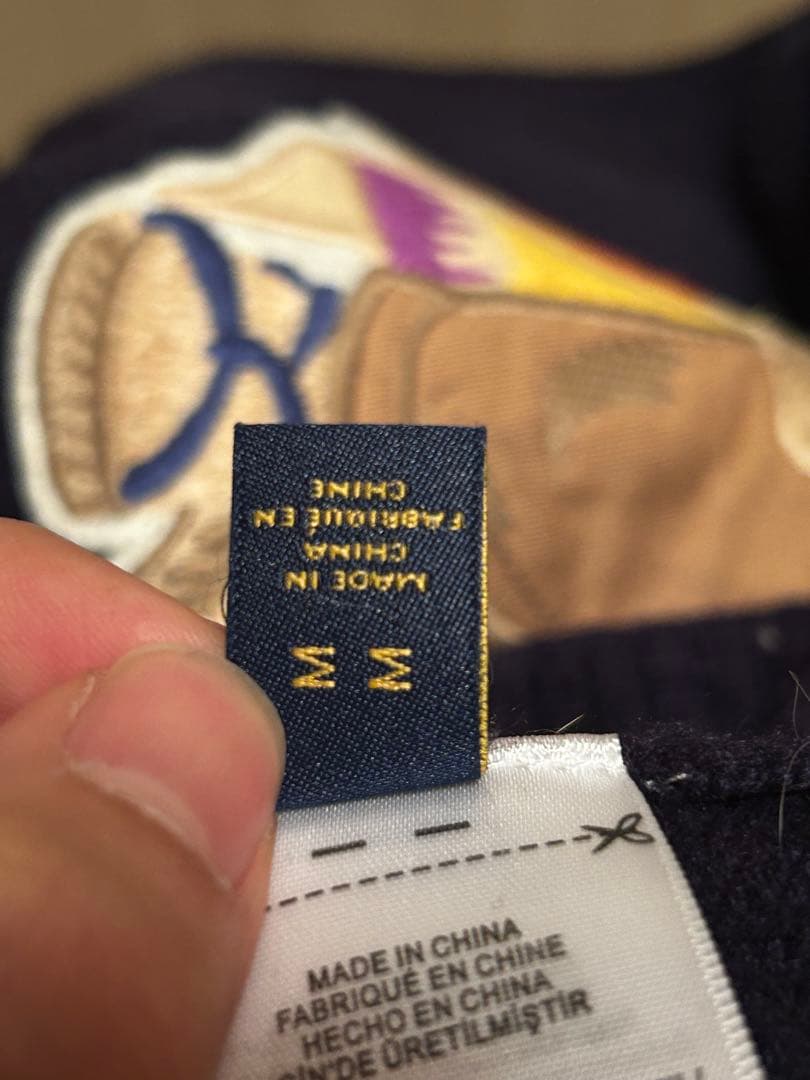 M M
MADE IN
CHINA
FABRIQUÉ EN
CHINE
MADE IN CHINA
FABRIQUÉ EN CHINE
HECHO EN CHINA
ÇİN'DE ÜRETİLMİŞTİR